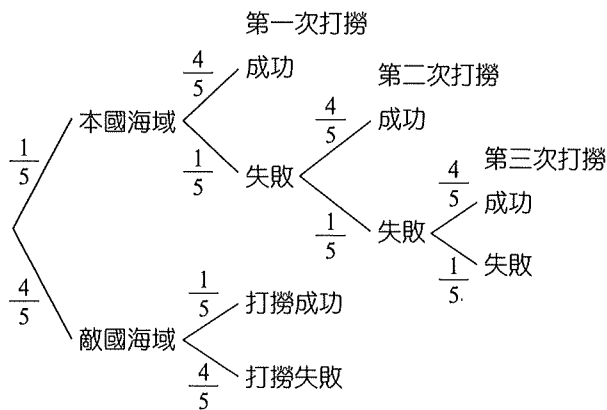 第一次打撈
4/5 成功
第二次打撈
本國海域
4/5 成功
1/5
1/5 失敗
第三次打撈
4/5 成功
1/5 失敗
1/5 失敗
4/5
敵國海域
1/5 打撈成功
4/5 打撈失敗